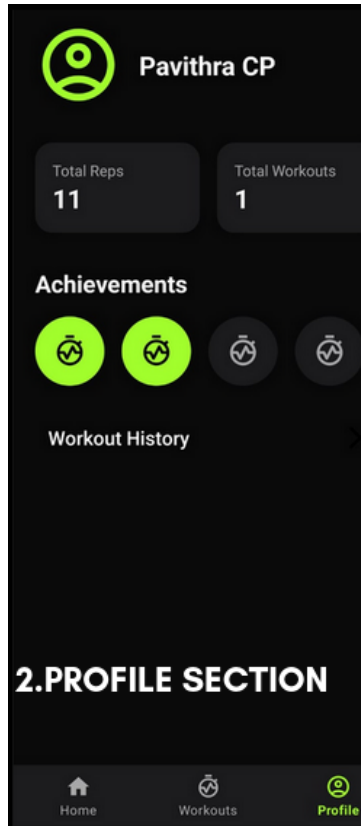 Pavithra CP
Total Reps
Total Workouts
11
1
Achievements
Workout History
2.PROFILE SECTION
Home
Workouts
Profile